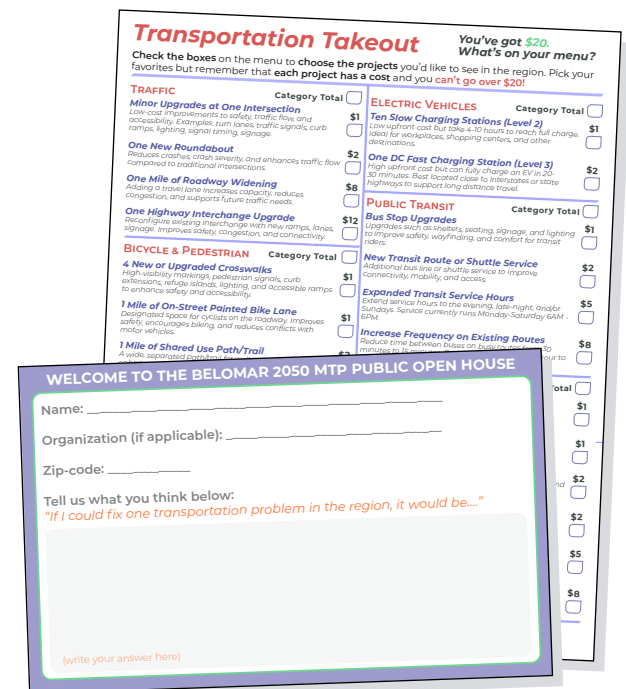 Transportation Takeout
You've got $20.
What's on your menu?
Check the boxes on the menu to choose the projects you'd like to see in the region. Pick your
favorites but remember that each project has a cost and you can't go over $20!
TRAFFIC
Category Total
Minor Upgrades at One Intersection
$1
Low-cost improvements to safety, traffic flow, and
accessibility. Examples: turn lanes, traffic signals, curb
ramps, lighting, signal timing, signage.
One New Roundabout
$2
Reduces crashes, crash severity, and enhances traffic flow
compared to traditional intersections.
One Mile of Roadway Widening
$8
Adding a travel lane increases capacity, reduces
congestion, and supports future traffic needs.
One Highway Interchange Upgrade
$12
Reconfigure existing interchange with new ramps, lanes,
signage. Improves safety, congestion, and connectivity.
BICYCLE & PEDESTRIAN
Category Total
4 New or Upgraded Crosswalks
$1
High-visibility markings, pedestrian signals, curb
extensions, refuge islands, lighting, and accessible ramps
to enhance safety and accessibility.
1 Mile of On-Street Painted Bike Lane
$1
Designated space for cyclists on the roadway. Improves
safety, encourages biking, and reduces conflicts with
motor vehicles.
1 Mile of Shared Use Path/Trail
A wide, separated path/trail for
ELECTRIC VEHICLES
Category Total
Ten Slow Charging Stations (Level 2)
$1
Low upfront cost but take 4-10 hours to reach full charge.
Ideal for workplaces, shopping centers, and other
destinations.
One DC Fast Charging Station (Level 3)
$2
High upfront cost but can fully charge an EV in 20-
30 minutes. Best located close to Interstates or state
highways to support long distance travel.
PUBLIC TRANSIT
Category Total
Bus Stop Upgrades
$1
Upgrades such as shelters, seating, signage, and lighting
to improve safety, wayfinding, and comfort for transit
riders.
New Transit Route or Shuttle Service
$2
Additional bus line or shuttle service to improve
connectivity, mobility, and access.
Expanded Transit Service Hours
$5
Extend service hours to the evening, late-night, and/or
Sundays. Service currently runs Monday-Saturday 6AM -
6PM.
Increase Frequency on Existing Routes
$8
Reduce time between buses on busy routes
minutes to 15
hour to
Total
$1
$1
$2
$2
$5
$8
WELCOME TO THE BELOMAR 2050 MTP PUBLIC OPEN HOUSE
Name:
Organization (if applicable):
Zip-code:
Tell us what you think below:
"If I could fix one transportation problem in the region, it would be...."
(write your answer here)